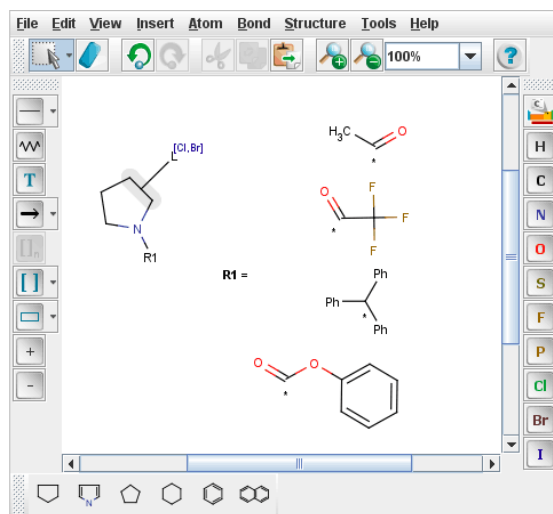 File Edit View Insert Atom Bond Structure Tools Help
100%
?
T
[ ]n
[ ]
+
-
H
C
N
O
S
F
P
Cl
Br
I
L [Cl,Br]
N
R1
R1 =
H3C O
*
O F
F
F
*
Ph
Ph
*
Ph
O O
*
N